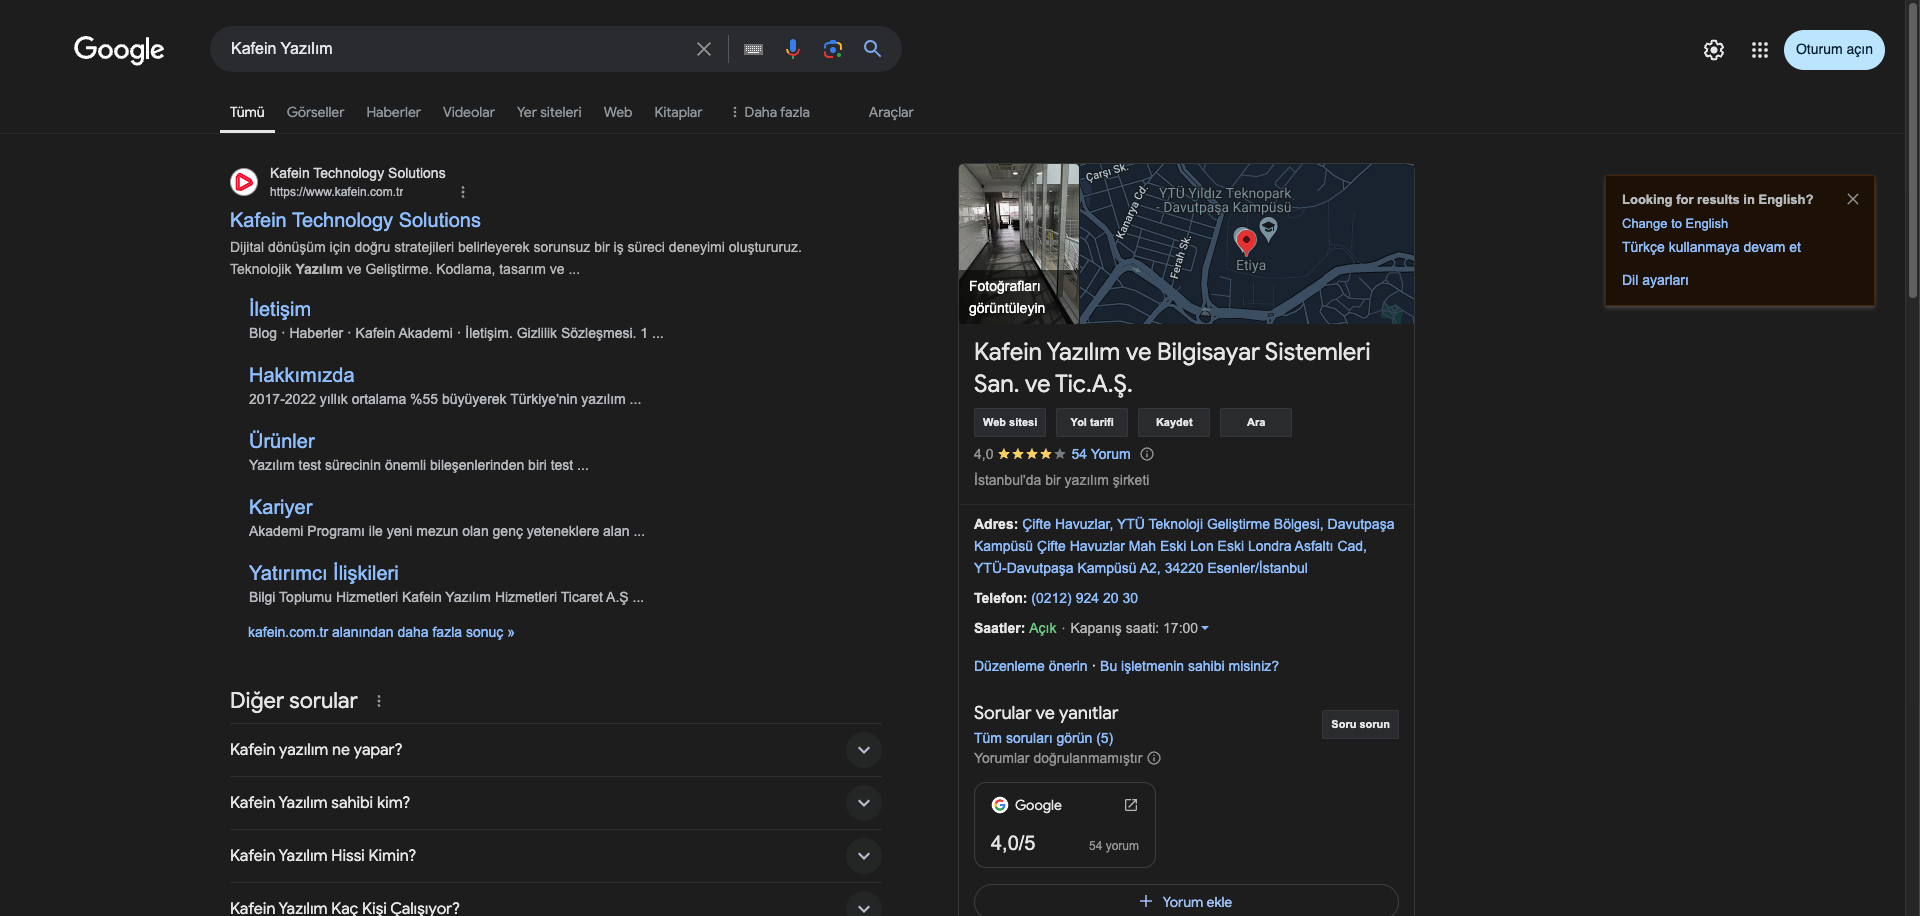 Google
Kafein Yazılım
Oturum açın
Tümü
Görseller
Haberler
Videolar
Yer siteleri
Web
Kitaplar
Daha fazla
Araçlar
Kafein Technology Solutions
https://www.kafein.com.tr
Kafein Technology Solutions
Dijital dönüşüm için doğru stratejileri belirleyerek sorunsuz bir iş süreci deneyimi oluştururuz.
Teknolojik Yazılım ve Geliştirme. Kodlama, tasarım ve ...
İletişim
Blog · Haberler · Kafein Akademi · İletişim. Gizlilik Sözleşmesi. 1 ...
Hakkımızda
2017-2022 yıllık ortalama %55 büyüyerek Türkiye'nin yazılım ...
Ürünler
Yazılım test sürecinin önemli bileşenlerinden biri test ...
Kariyer
Akademi Programı ile yeni mezun olan genç yeteneklere alan ...
Yatırımcı İlişkileri
Bilgi Toplumu Hizmetleri Kafein Yazılım Hizmetleri Ticaret A.Ş ...
kafein.com.tr alanından daha fazla sonuç »
Diğer sorular
Kafein yazılım ne yapar?
Kafein Yazılım sahibi kim?
Kafein Yazılım Hissi Kimin?
Kafein Yazılım Kaç Kişi Çalışıyor?
Fotoğrafları
görüntüleyin
Çarşı Sk.
Kanarya Cd.
Ferah Sk.
YTÜ Yıldız Teknopark
- Davutpaşa Kampüsü
Etiya
Kafein Yazılım ve Bilgisayar Sistemleri
San. ve Tic.A.Ş.
Web sitesi
Yol tarifi
Kaydet
Ara
4,0 54 Yorum
İstanbul'da bir yazılım şirketi
Adres: Çifte Havuzlar, YTÜ Teknoloji Geliştirme Bölgesi, Davutpaşa
Kampüsü Çifte Havuzlar Mah Eski Lon Eski Londra Asfaltı Cad,
YTÜ-Davutpaşa Kampüsü A2, 34220 Esenler/İstanbul
Telefon: (0212) 924 20 30
Saatler: Açık · Kapanış saati: 17:00
Düzenleme önerin · Bu işletmenin sahibi misiniz?
Sorular ve yanıtlar
Soru sorun
Tüm soruları görün (5)
Yorumlar doğrulanmamıştır
Google
4,0/5
54 yorum
Yorum ekle
Looking for results in English?
Change to English
Türkçe kullanmaya devam et
Dil ayarları